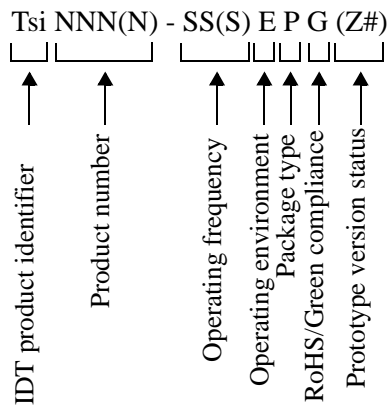 Tsi NNN(N) - SS(S) E P G (Z#)
IDT product identifier
Product number
Operating frequency
Operating environment
Package type
RoHS/Green compliance
Prototype version status